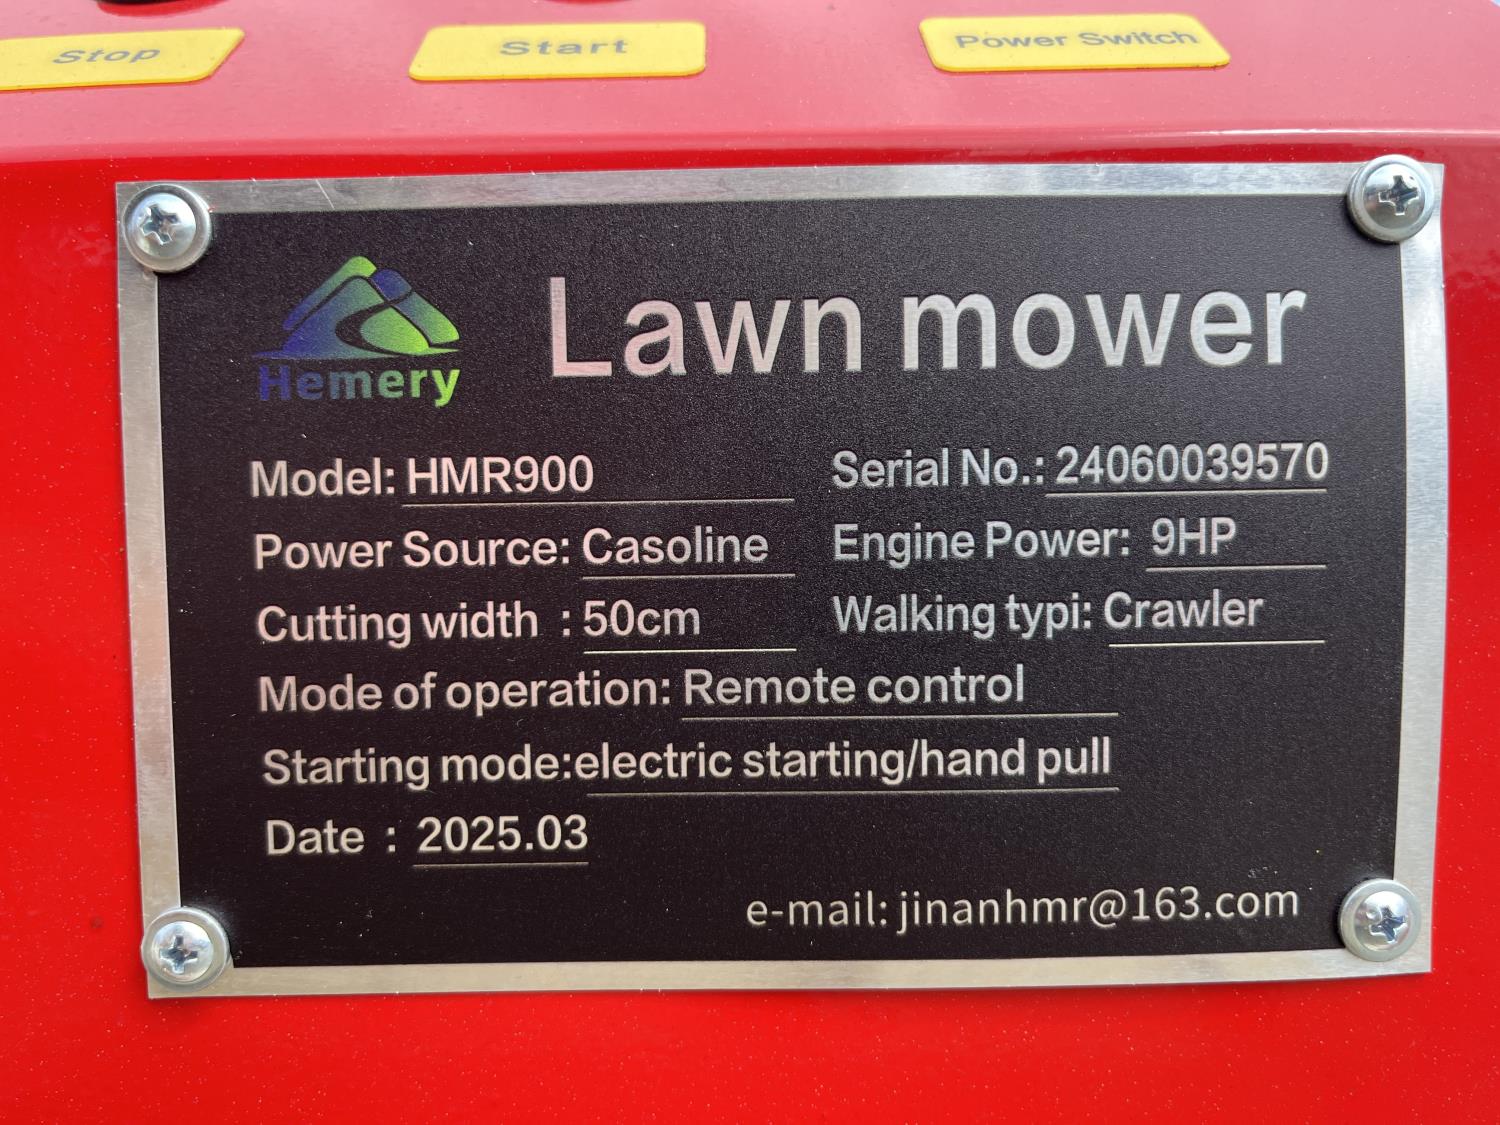 Stop Start Power Switch
Hemery
Lawn mower
Model: HMR900 Serial No.: 24060039570
Power Source: Casoline Engine Power: 9HP
Cutting width : 50cm Walking typi: Crawler
Mode of operation: Remote control
Starting mode:electric starting/hand pull
Date : 2025.03
e-mail: jinanhmr@163.com